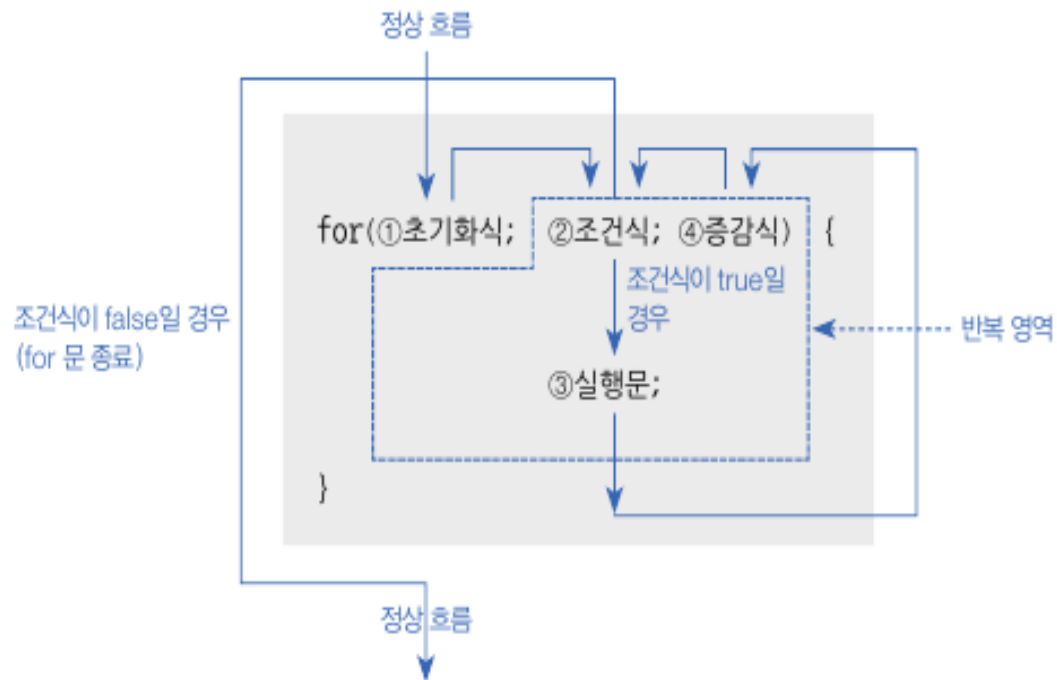 정상 흐름
for(①초기화식; ②조건식; ④증감식) {
조건식이 true일
경우
조건식이 false일 경우
(for 문 종료)
반복 영역
③실행문;
}
정상 흐름